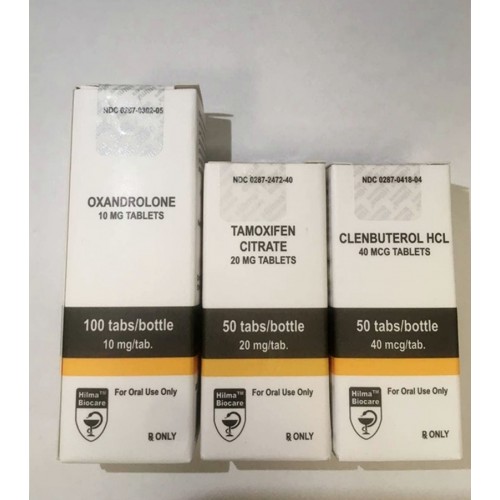 NDC 0287-0302-05
OXANDROLONE
10 MG TABLETS
100 tabs/bottle
10 mg/tab.
Hilma™
Biocare
For Oral Use Only
℞ ONLY
NDC 0287-2472-40
TAMOXIFEN
CITRATE
20 MG TABLETS
50 tabs/bottle
20 mg/tab.
Hilma™
Biocare
For Oral Use Only
℞ ONLY
NDC 0287-0418-04
CLENBUTEROL HCL
40 MCG TABLETS
50 tabs/bottle
40 mcg/tab.
Hilma™
Biocare
For Oral Use Only
℞ ONLY